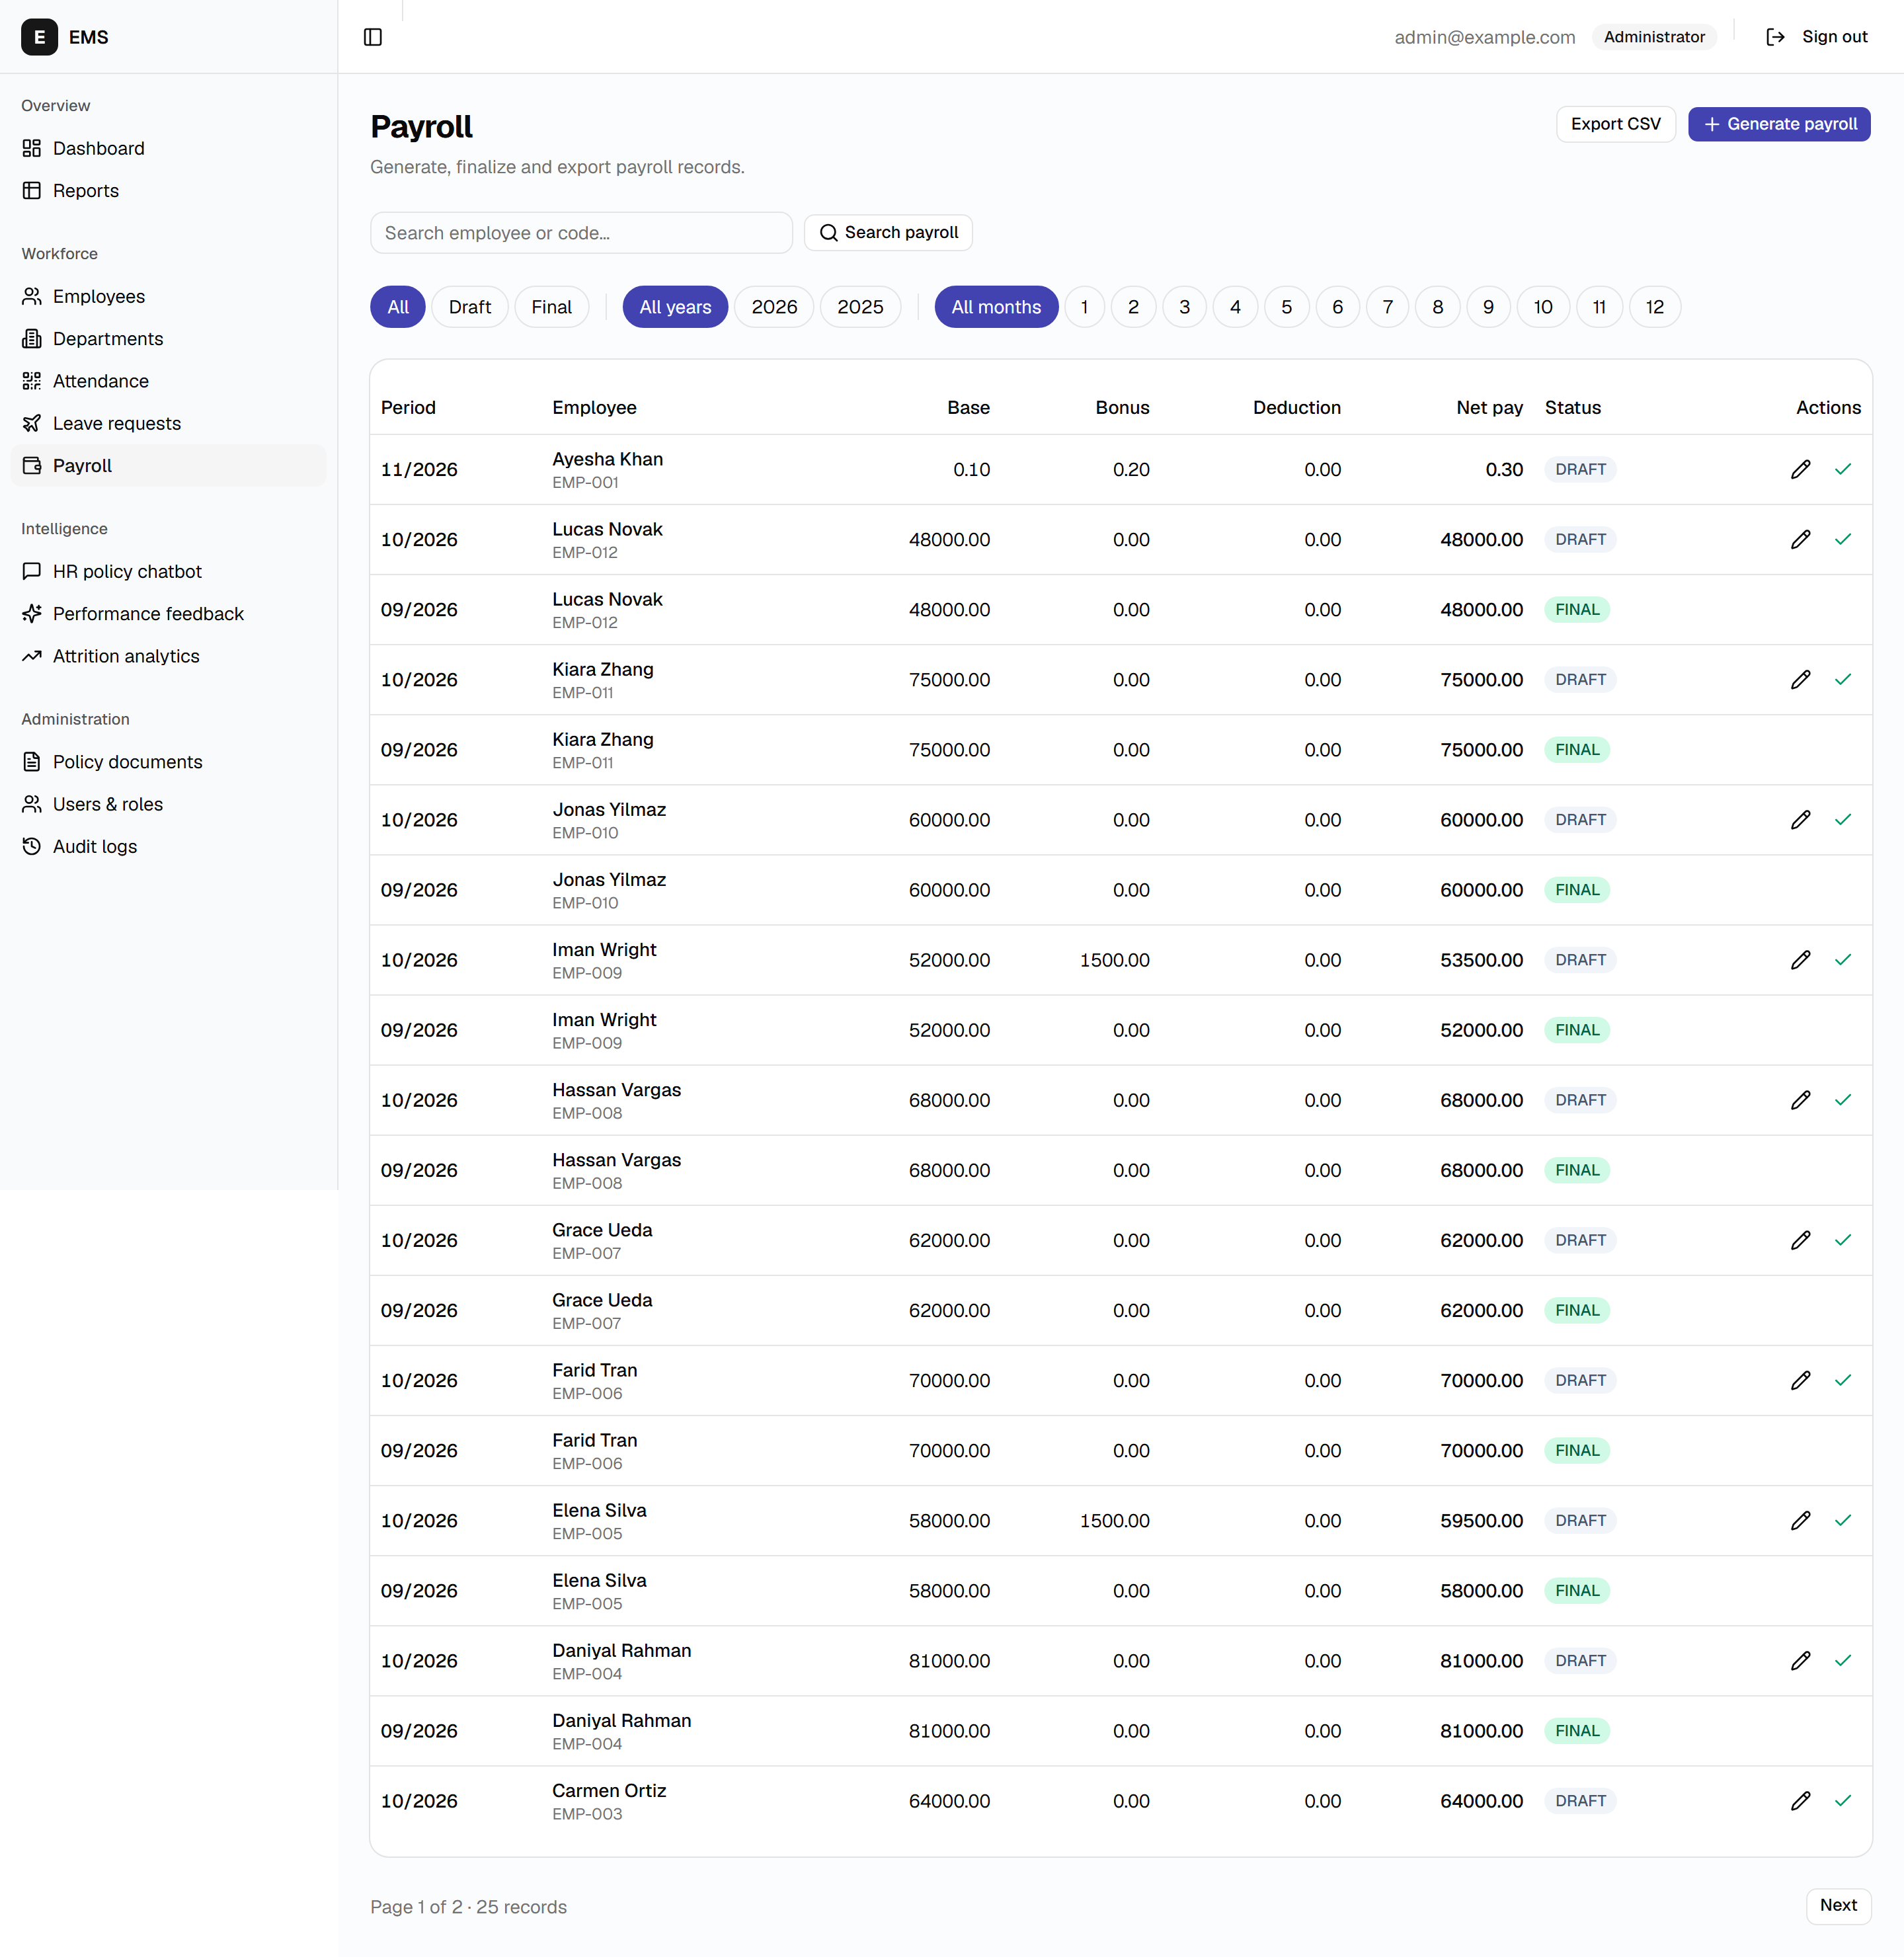 E EMS
admin@example.com Administrator Sign out
Overview
Dashboard
Reports
Workforce
Employees
Departments
Attendance
Leave requests
Payroll
Intelligence
HR policy chatbot
Performance feedback
Attrition analytics
Administration
Policy documents
Users & roles
Audit logs
Payroll
Export CSV Generate payroll
Generate, finalize and export payroll records.
Search employee or code... Search payroll
All Draft Final All years 2026 2025 All months 1 2 3 4 5 6 7 8 9 10 11 12
Period Employee Base Bonus Deduction Net pay Status Actions
11/2026 Ayesha Khan 0.10 0.20 0.00 0.30 DRAFT
EMP-001
10/2026 Lucas Novak 48000.00 0.00 0.00 48000.00 DRAFT
EMP-012
09/2026 Lucas Novak 48000.00 0.00 0.00 48000.00 FINAL
EMP-012
10/2026 Kiara Zhang 75000.00 0.00 0.00 75000.00 DRAFT
EMP-011
09/2026 Kiara Zhang 75000.00 0.00 0.00 75000.00 FINAL
EMP-011
10/2026 Jonas Yilmaz 60000.00 0.00 0.00 60000.00 DRAFT
EMP-010
09/2026 Jonas Yilmaz 60000.00 0.00 0.00 60000.00 FINAL
EMP-010
10/2026 Iman Wright 52000.00 1500.00 0.00 53500.00 DRAFT
EMP-009
09/2026 Iman Wright 52000.00 0.00 0.00 52000.00 FINAL
EMP-009
10/2026 Hassan Vargas 68000.00 0.00 0.00 68000.00 DRAFT
EMP-008
09/2026 Hassan Vargas 68000.00 0.00 0.00 68000.00 FINAL
EMP-008
10/2026 Grace Ueda 62000.00 0.00 0.00 62000.00 DRAFT
EMP-007
09/2026 Grace Ueda 62000.00 0.00 0.00 62000.00 FINAL
EMP-007
10/2026 Farid Tran 70000.00 0.00 0.00 70000.00 DRAFT
EMP-006
09/2026 Farid Tran 70000.00 0.00 0.00 70000.00 FINAL
EMP-006
10/2026 Elena Silva 58000.00 1500.00 0.00 59500.00 DRAFT
EMP-005
09/2026 Elena Silva 58000.00 0.00 0.00 58000.00 FINAL
EMP-005
10/2026 Daniyal Rahman 81000.00 0.00 0.00 81000.00 DRAFT
EMP-004
09/2026 Daniyal Rahman 81000.00 0.00 0.00 81000.00 FINAL
EMP-004
10/2026 Carmen Ortiz 64000.00 0.00 0.00 64000.00 DRAFT
EMP-003
Page 1 of 2 · 25 records Next